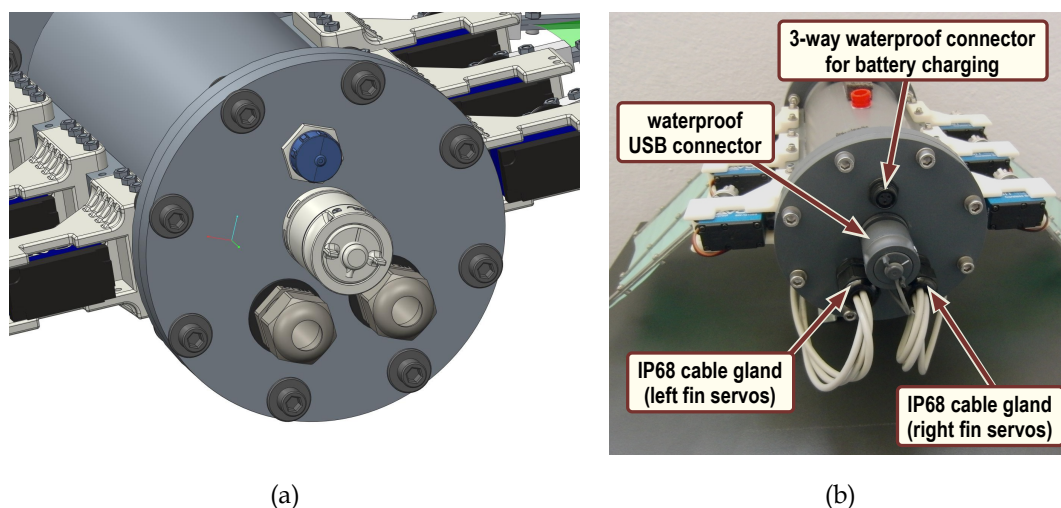 3-way waterproof connector
for battery charging
waterproof
USB connector
IP68 cable gland
(left fin servos)
IP68 cable gland
(right fin servos)
(a)
(b)